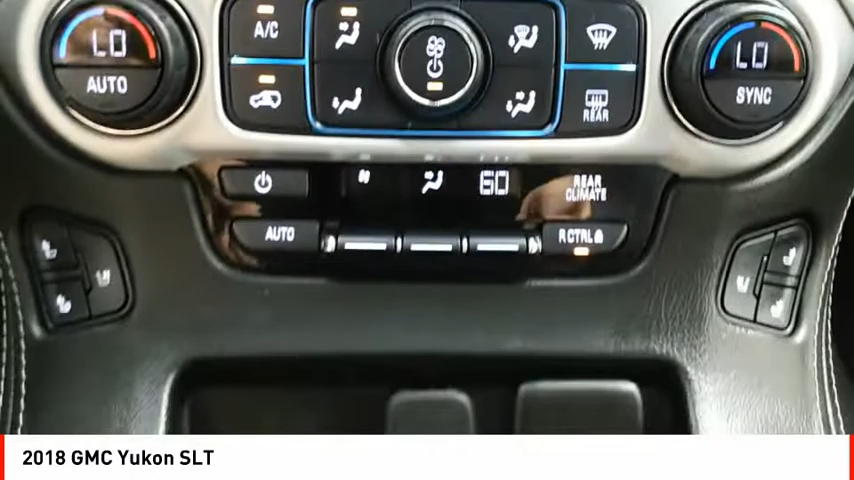 A/C
LO
LO
AUTO
SYNC
REAR
60
REAR
CLIMATE
AUTO
R CTRL
2018 GMC Yukon SLT